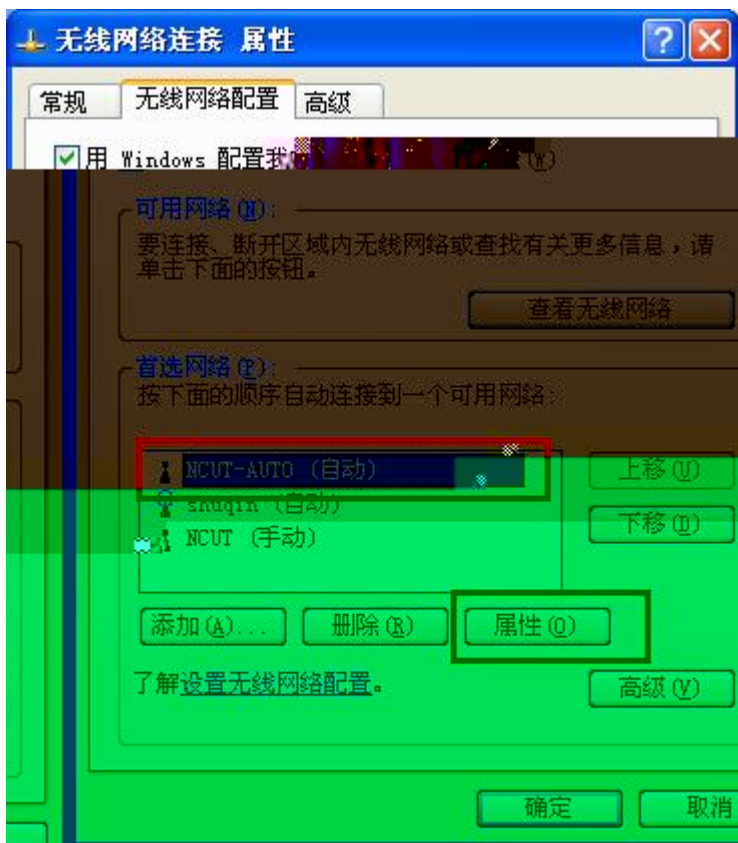 无线网络连接 属性
常规 无线网络配置 高级
用 Windows 配置我 (W)
可用网络(N):
要连接、断开区域内无线网络或查找有关更多信息，请
单击下面的按钮。
查看无线网络
首选网络(P):
按下面的顺序自动连接到一个可用网络:
NCUT-AUTO (自动)
上移(U)
shuqin (自动)
下移(D)
NCUT (手动)
添加(A)... 删除(R) 属性(O)
了解设置无线网络配置。
高级(V)
确定 取消